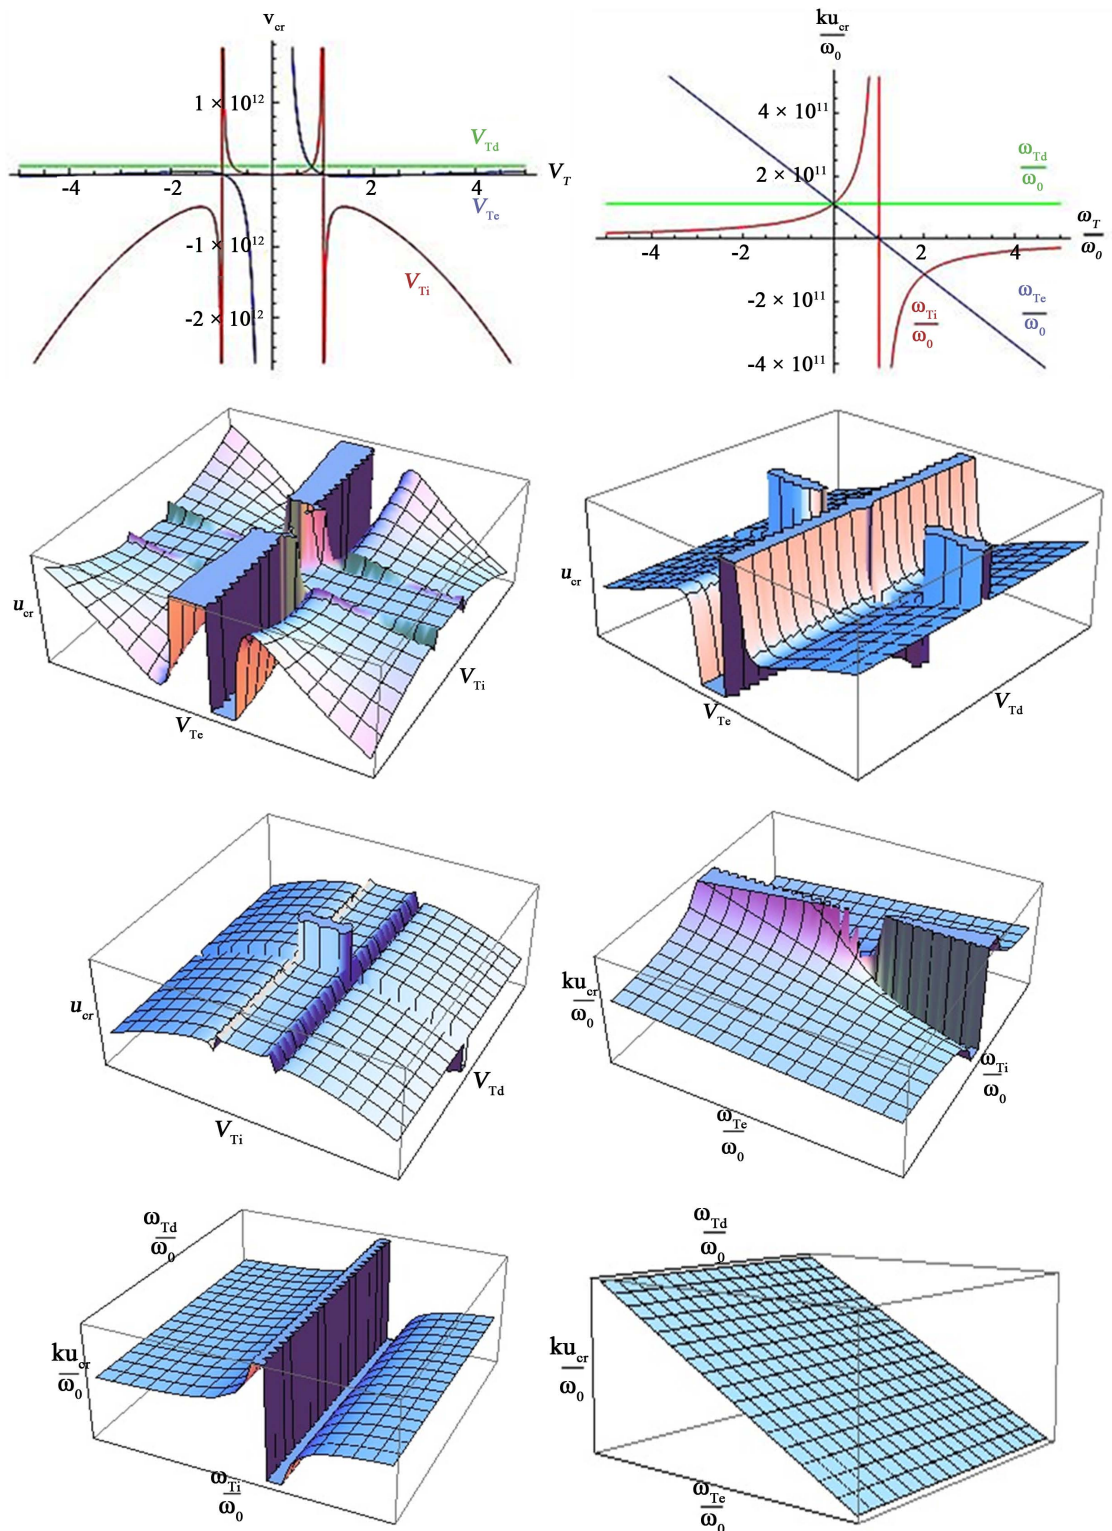 v_cr
1 × 10^12
V_Td
V_T
-4
-2
2
4
V_Te
-1 × 10^12
V_Ti
-2 × 10^12
ku_cr
ω_0
4 × 10^11
2 × 10^11
ω_Td
ω_0
ω_T
ω_0
-4
-2
2
4
-2 × 10^11
ω_Ti
ω_0
ω_Te
ω_0
-4 × 10^11
u_cr
V_Te
V_Ti
u_cr
V_Te
V_Td
u_cr
V_Ti
V_Td
ku_cr
ω_0
ω_Te
ω_0
ω_Ti
ω_0
ω_Td
ω_0
ku_cr
ω_0
ω_Ti
ω_0
ω_Td
ω_0
ku_cr
ω_0
ω_Te
ω_0